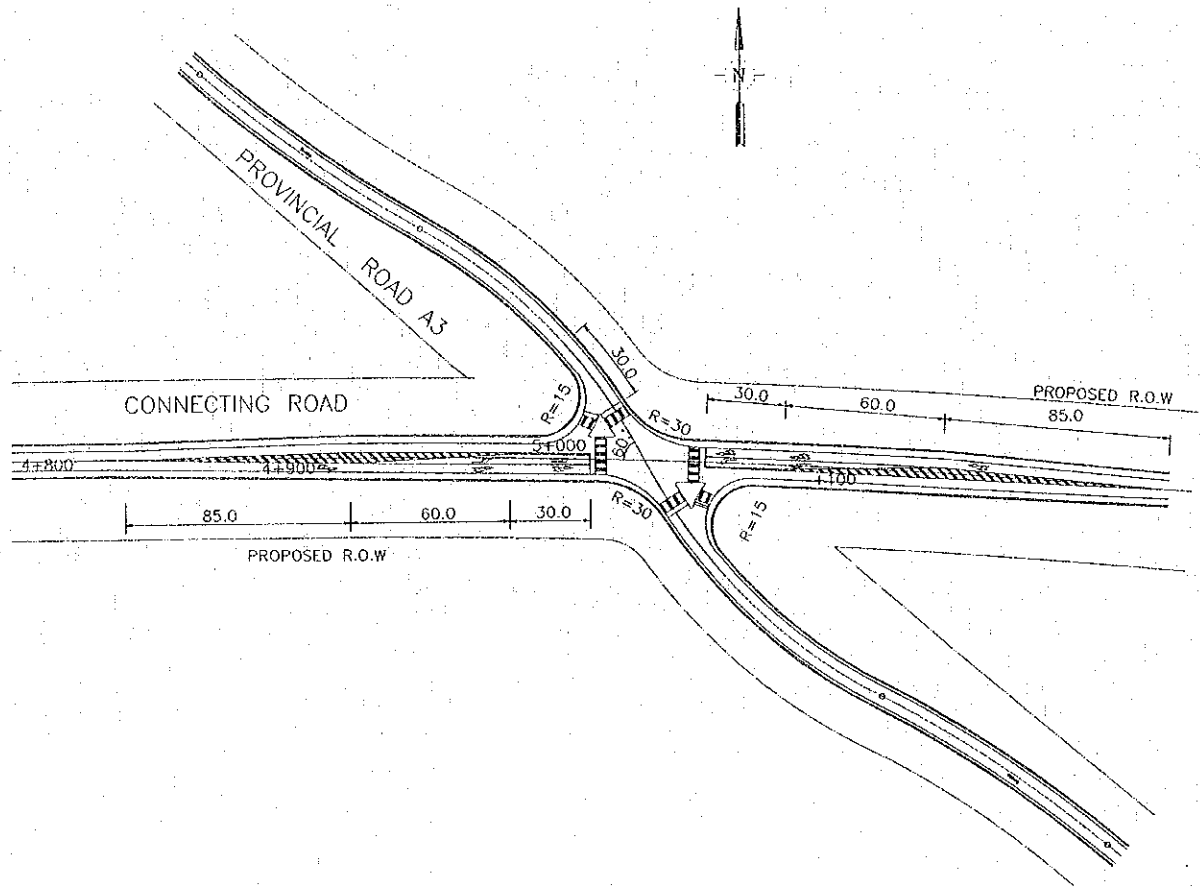 N
PROVINCIAL ROAD A3
30.0
PROPOSED R.O.W
30.0
60.0
85.0
CONNECTING ROAD
R=15
R=30
5+000
60°
4+800
4+900
R=30
R=15
85.0
60.0
30.0
PROPOSED R.O.W